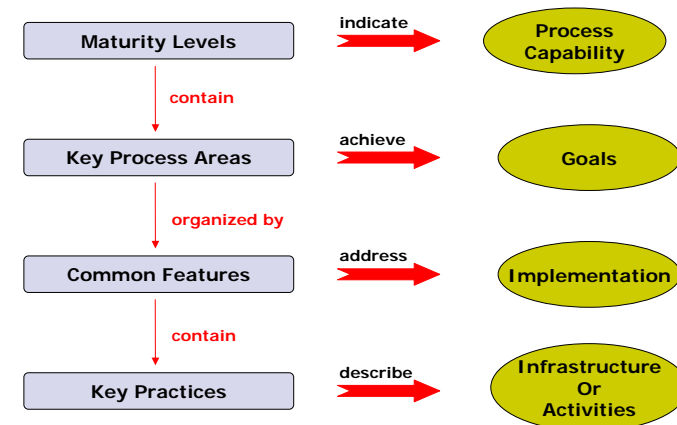 indicate
Maturity Levels
Process
Capability
contain
achieve
Key Process Areas
Goals
organized by
address
Common Features
Implementation
contain
describe
Key Practices
Infrastructure
Or
Activities